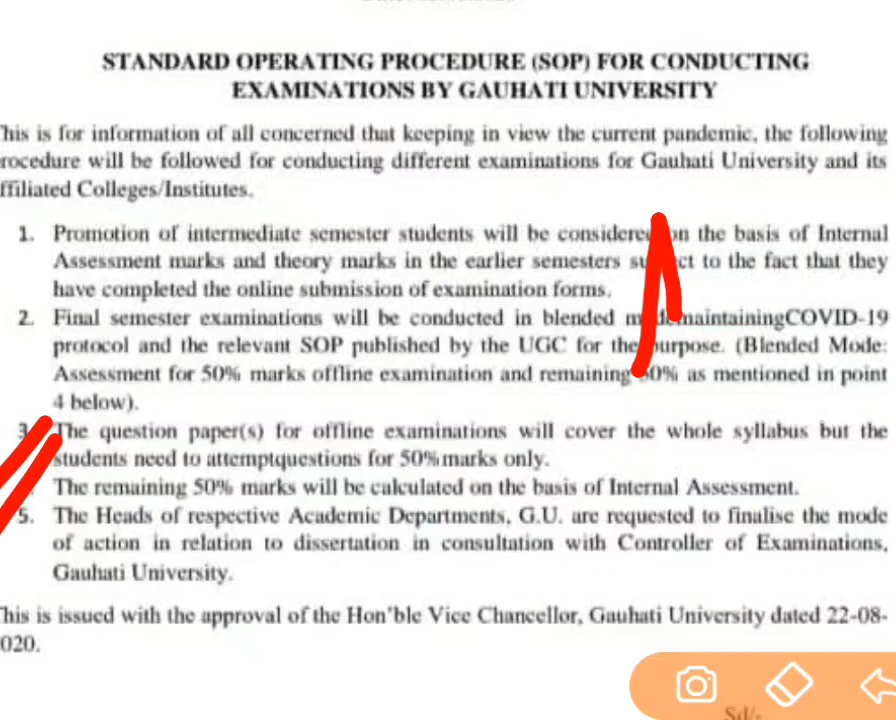 STANDARD OPERATING PROCEDURE (SOP) FOR CONDUCTING
EXAMINATIONS BY GAUHATI UNIVERSITY
his is for information of all concerned that keeping in view the current pandemic, the following
rocedure will be followed for conducting different examinations for Gauhati University and its
ffiliated Colleges/Institutes.
1. Promotion of intermediate semester students will be considere on the basis of Internal
Assessment marks and theory marks in the earlier semesters su ct to the fact that they
have completed the online submission of examination forms.
2. Final semester examinations will be conducted in blended m maintainingCOVID-19
protocol and the relevant SOP published by the UGC for the urpose. (Blended Mode:
Assessment for 50% marks offline examination and remaining 50% as mentioned in point
4 below).
3. The question paper(s) for offline examinations will cover the whole syllabus but the
students need to attemptquestions for 50% marks only.
The remaining 50% marks will be calculated on the basis of Internal Assessment.
5. The Heads of respective Academic Departments, G.U. are requested to finalise the mode
of action in relation to dissertation in consultation with Controller of Examinations,
Gauhati University.
his is issued with the approval of the Hon'ble Vice Chancellor, Gauhati University dated 22-08-
020.
Sd/-